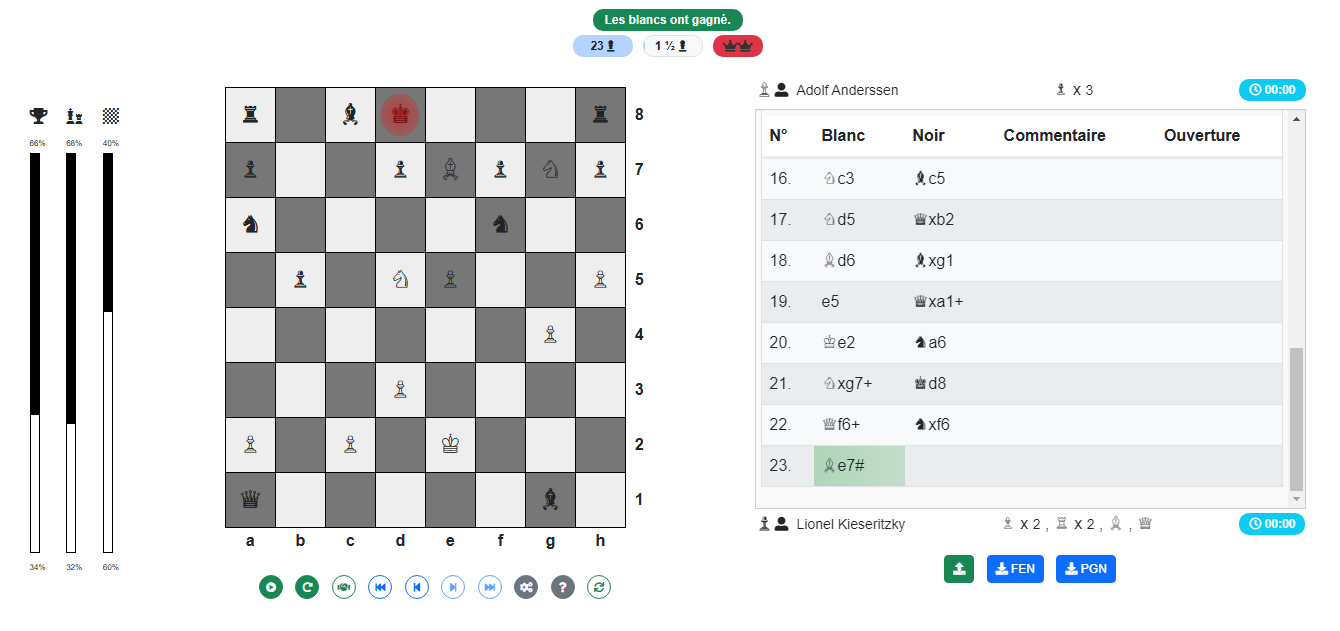 Les blancs ont gagné.
23 ♟ 1 ½ ♟
♙ Adolf Anderssen ♟ X 3 00:00
66% 68% 40%
N° Blanc Noir Commentaire Ouverture
16. ♘c3 ♝c5
17. ♘d5 ♛xb2
18. ♗d6 ♝xg1
19. e5 ♛xa1+
20. ♔e2 ♞a6
21. ♘xg7+ ♚d8
22. ♕f6+ ♞xf6
23. ♗e7#
8
7
6
5
4
3
2
1
a b c d e f g h
♟ Lionel Kieseritzky ♙ X 2 , ♖ X 2 , ♗ , ♕ 00:00
34% 32% 60%
FEN PGN
?